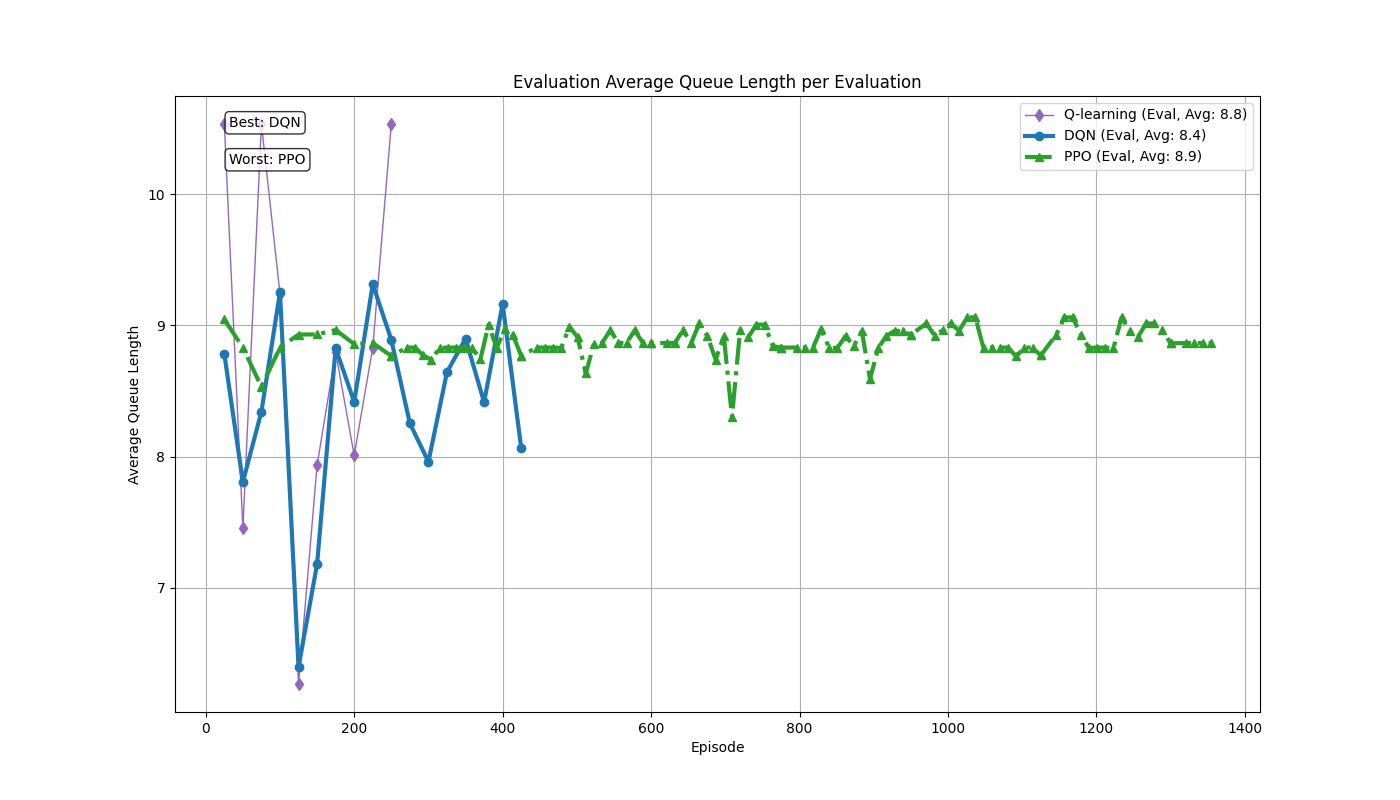 Evaluation Average Queue Length per Evaluation
Best: DQN
Worst: PPO
Q-learning (Eval, Avg: 8.8)
DQN (Eval, Avg: 8.4)
PPO (Eval, Avg: 8.9)
Average Queue Length
10
9
8
7
0 200 400 600 800 1000 1200 1400
Episode